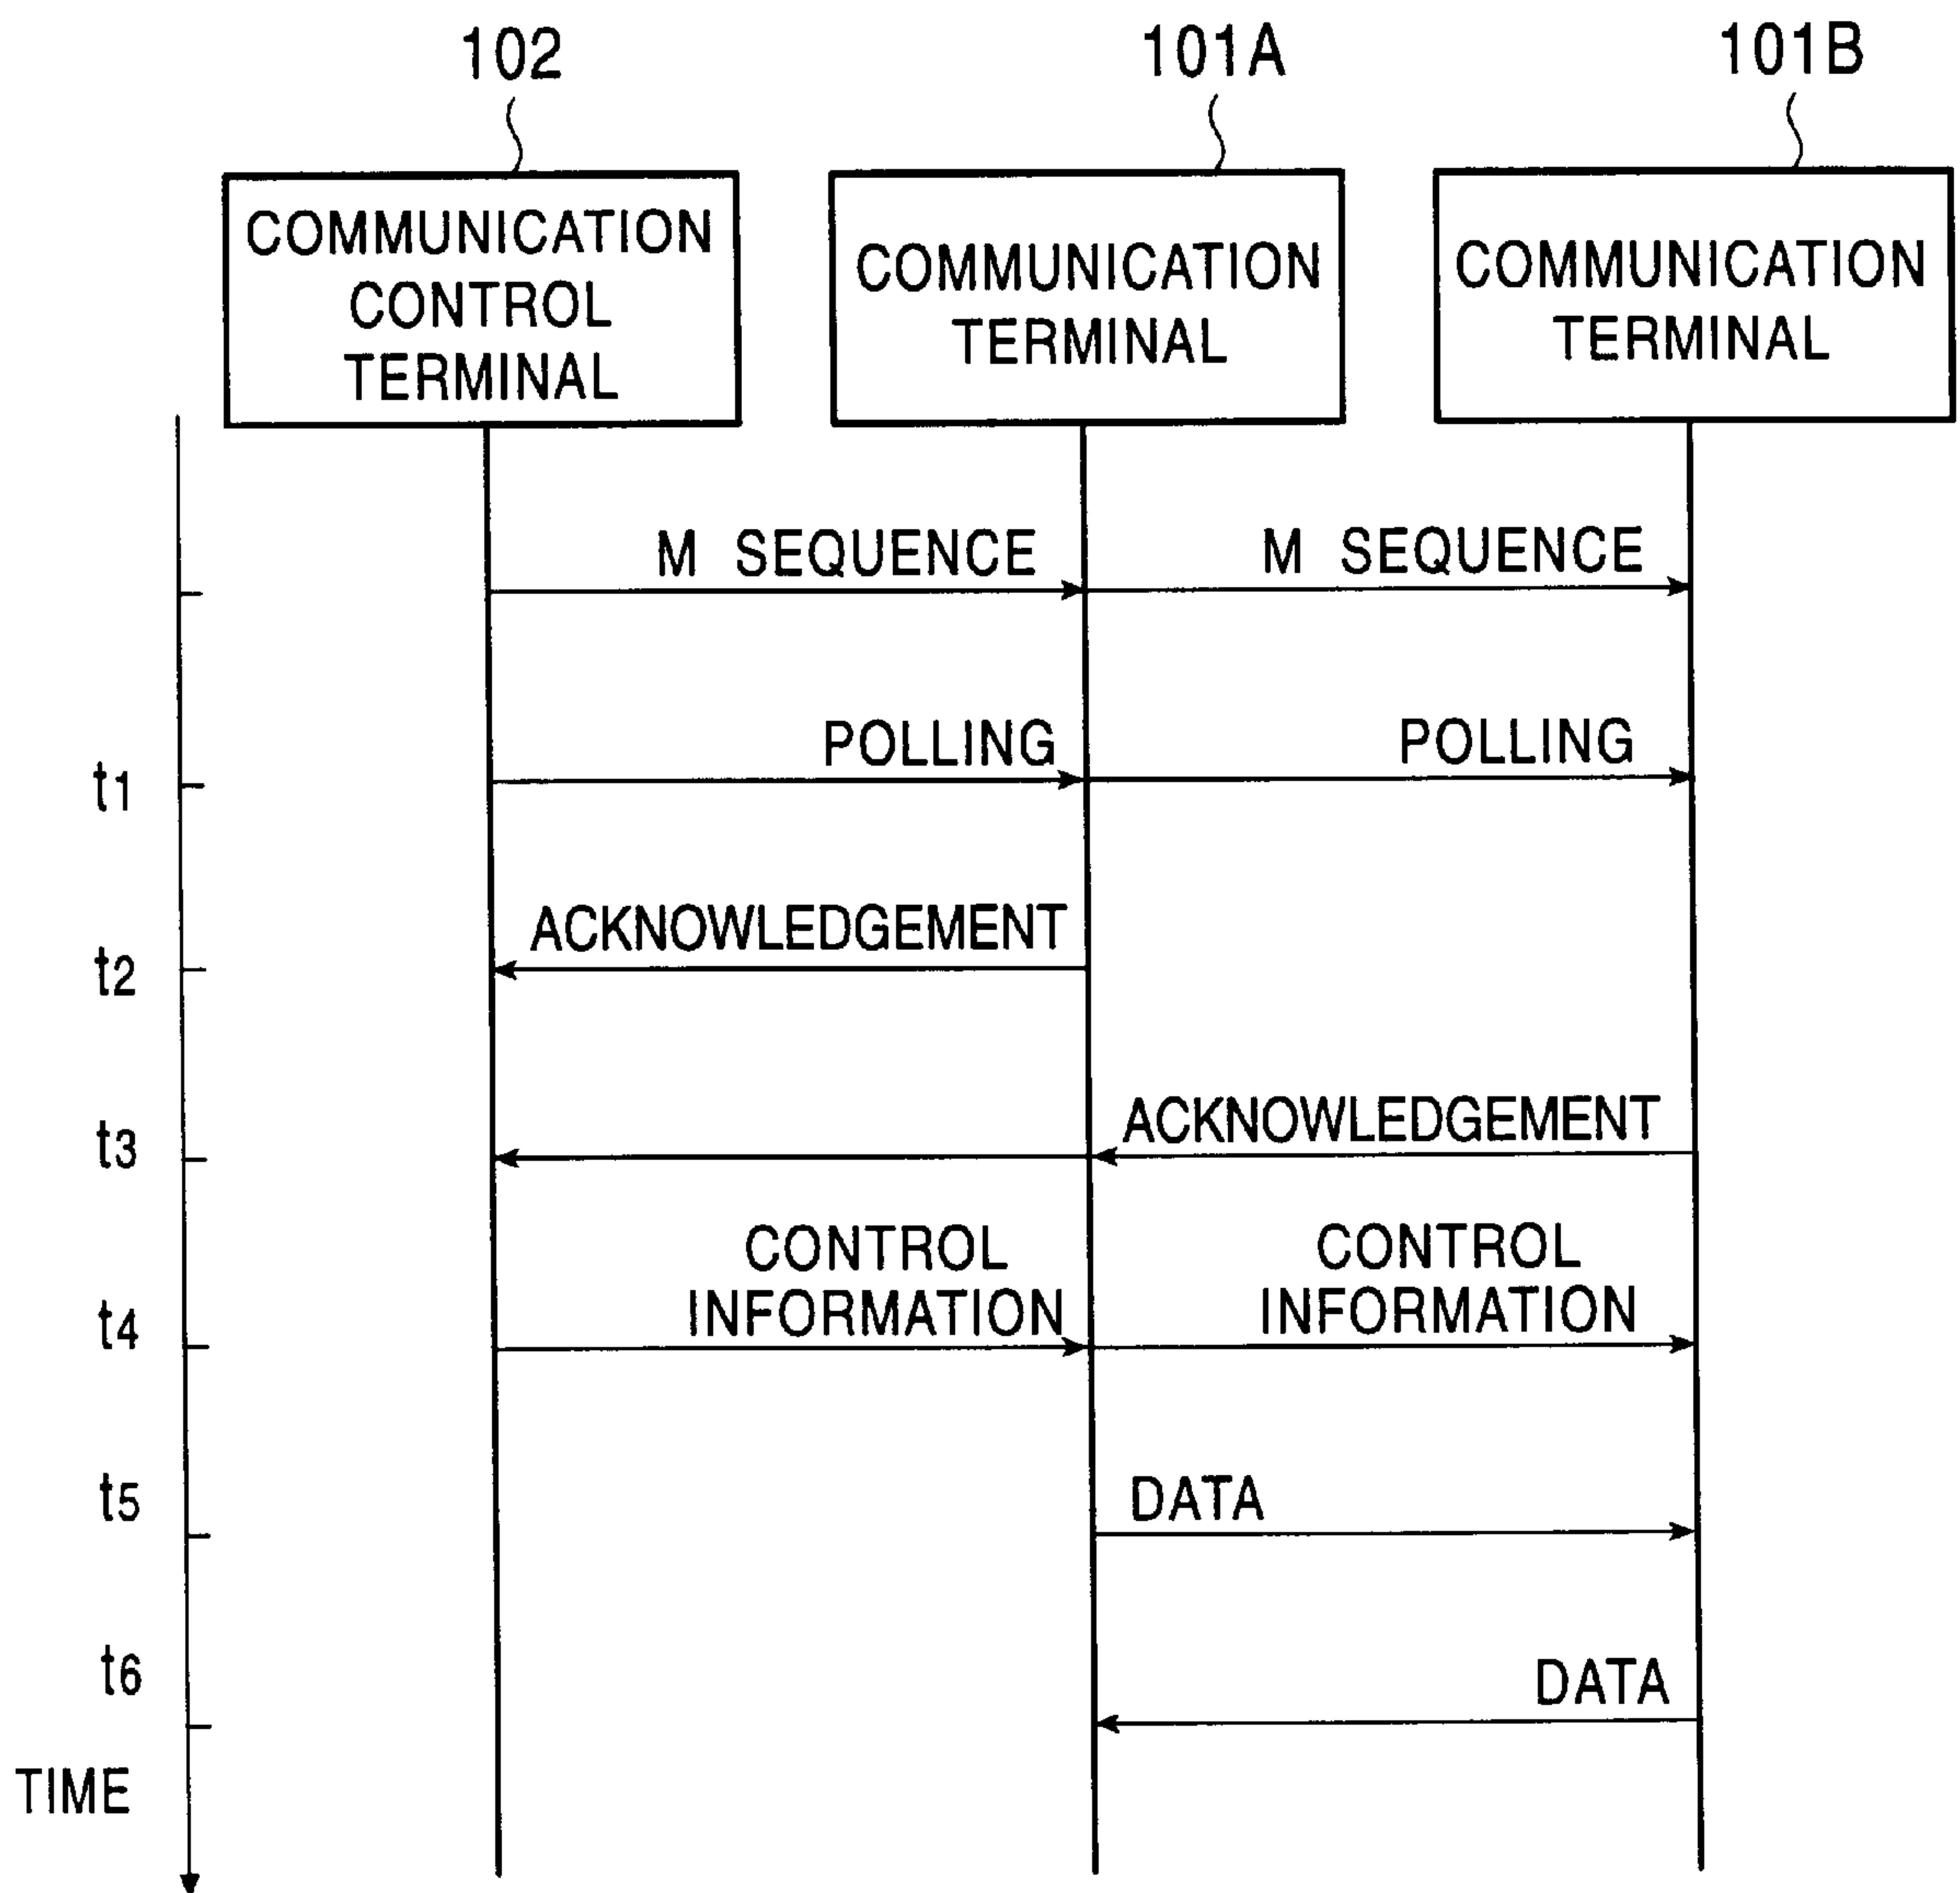 102
101A
101B
COMMUNICATION
CONTROL
TERMINAL
COMMUNICATION
TERMINAL
COMMUNICATION
TERMINAL
M SEQUENCE
M SEQUENCE
POLLING
POLLING
t1
ACKNOWLEDGEMENT
t2
ACKNOWLEDGEMENT
t3
CONTROL
INFORMATION
CONTROL
INFORMATION
t4
DATA
t5
DATA
t6
TIME